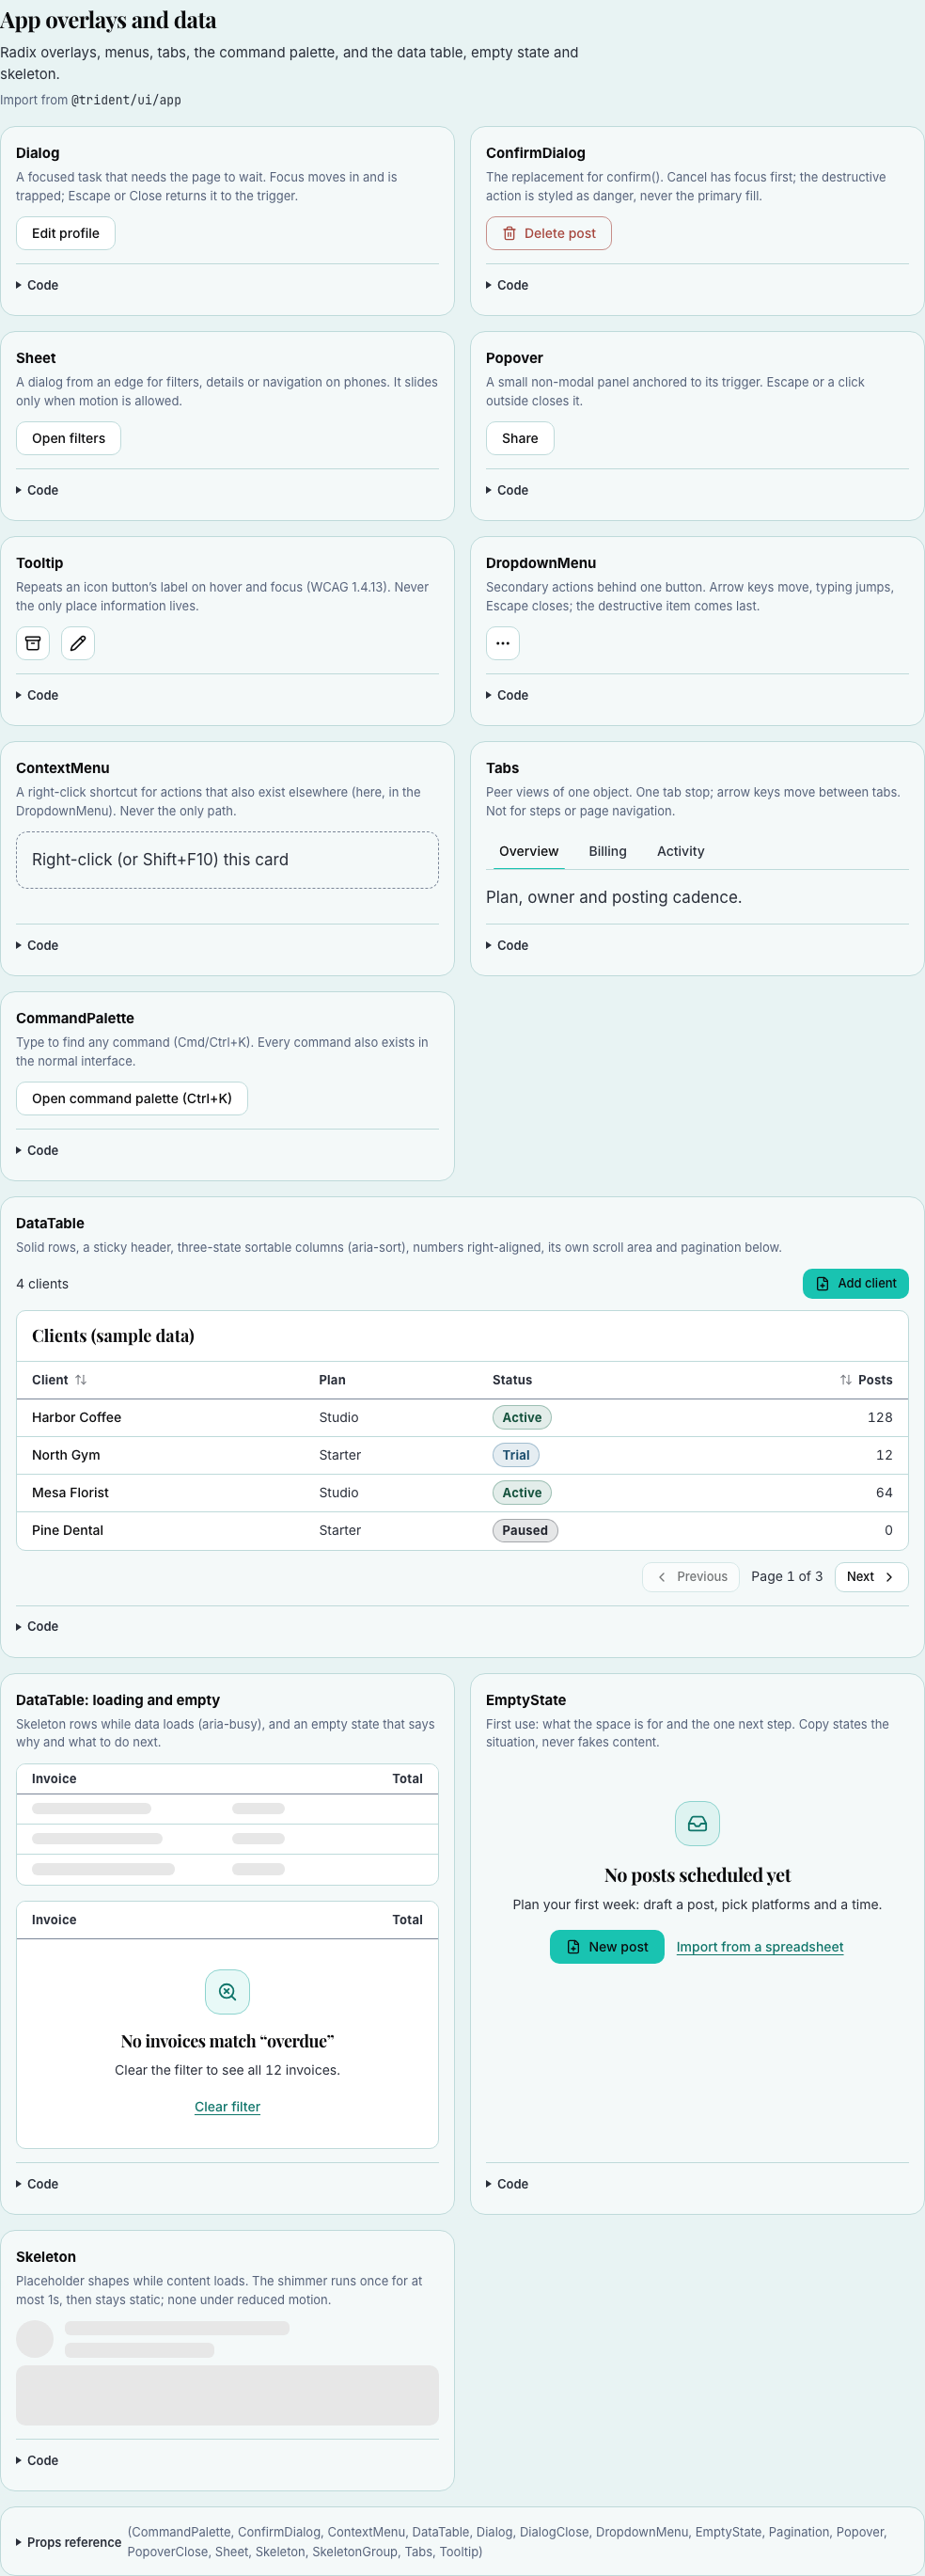 App overlays and data
Radix overlays, menus, tabs, the command palette, and the data table, empty state and
skeleton.
Import from @trident/ui/app
Dialog
A focused task that needs the page to wait. Focus moves in and is
trapped; Escape or Close returns it to the trigger.
Edit profile
Code
ConfirmDialog
The replacement for confirm(). Cancel has focus first; the destructive
action is styled as danger, never the primary fill.
Delete post
Code
Sheet
A dialog from an edge for filters, details or navigation on phones. It slides
only when motion is allowed.
Open filters
Code
Popover
A small non-modal panel anchored to its trigger. Escape or a click
outside closes it.
Share
Code
Tooltip
Repeats an icon button’s label on hover and focus (WCAG 1.4.13). Never
the only place information lives.
Code
DropdownMenu
Secondary actions behind one button. Arrow keys move, typing jumps,
Escape closes; the destructive item comes last.
Code
ContextMenu
A right-click shortcut for actions that also exist elsewhere (here, in the
DropdownMenu). Never the only path.
Right-click (or Shift+F10) this card
Code
Tabs
Peer views of one object. One tab stop; arrow keys move between tabs.
Not for steps or page navigation.
Overview Billing Activity
Plan, owner and posting cadence.
Code
CommandPalette
Type to find any command (Cmd/Ctrl+K). Every command also exists in
the normal interface.
Open command palette (Ctrl+K)
Code
DataTable
Solid rows, a sticky header, three-state sortable columns (aria-sort), numbers right-aligned, its own scroll area and pagination below.
4 clients Add client
Clients (sample data)
Client Plan Status Posts
Harbor Coffee Studio Active 128
North Gym Starter Trial 12
Mesa Florist Studio Active 64
Pine Dental Starter Paused 0
Previous Page 1 of 3 Next
Code
DataTable: loading and empty
Skeleton rows while data loads (aria-busy), and an empty state that says
why and what to do next.
Invoice Total
Invoice Total
No invoices match “overdue”
Clear the filter to see all 12 invoices.
Clear filter
Code
EmptyState
First use: what the space is for and the one next step. Copy states the
situation, never fakes content.
No posts scheduled yet
Plan your first week: draft a post, pick platforms and a time.
New post Import from a spreadsheet
Code
Skeleton
Placeholder shapes while content loads. The shimmer runs once for at
most 1s, then stays static; none under reduced motion.
Code
Props reference (CommandPalette, ConfirmDialog, ContextMenu, DataTable, Dialog, DialogClose, DropdownMenu, EmptyState, Pagination, Popover,
PopoverClose, Sheet, Skeleton, SkeletonGroup, Tabs, Tooltip)